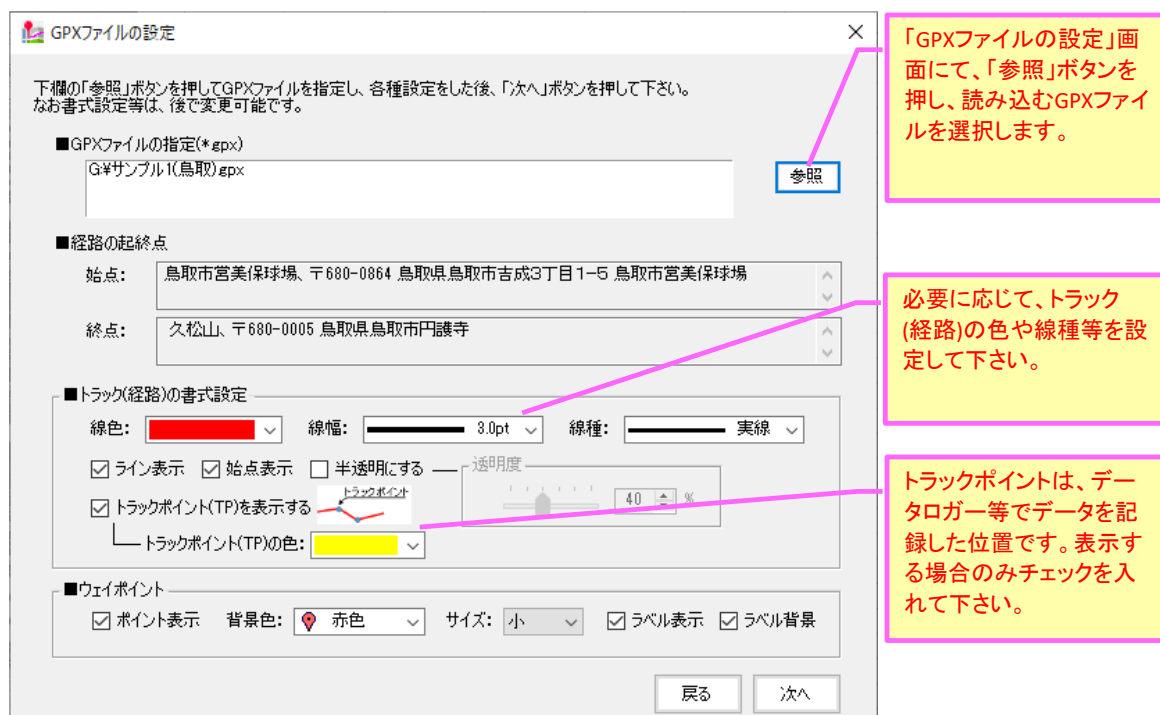 GPXファイルの設定
下欄の「参照」ボタンを押してGPXファイルを指定し、各種設定をした後、「次へ」ボタンを押して下さい。
なお書式設定等は、後で変更可能です。
■GPXファイルの指定(*.gpx)
G:¥サンプル1(鳥取).gpx
参照
■経路の起終点
始点:
鳥取市営美保球場、〒680-0864 鳥取県鳥取市吉成3丁目1-5 鳥取市営美保球場
終点:
久松山、〒680-0005 鳥取県鳥取市円護寺
■トラック(経路)の書式設定
線色:
線幅: 3.0pt
線種: 実線
ライン表示 始点表示 半透明にする
透明度
40 %
トラックポイント(TP)を表示する
トラックポイント
トラックポイント(TP)の色:
■ウェイポイント
ポイント表示 背景色: 赤色 サイズ: 小 ラベル表示 ラベル背景
戻る 次へ
「GPXファイルの設定」画
面にて、「参照」ボタンを
押し、読み込むGPXファイ
ルを選択します。
必要に応じて、トラック
(経路)の色や線種等を設
定して下さい。
トラックポイントは、デー
タロガー等でデータを記
録した位置です。表示す
る場合のみチェックを入
れて下さい。